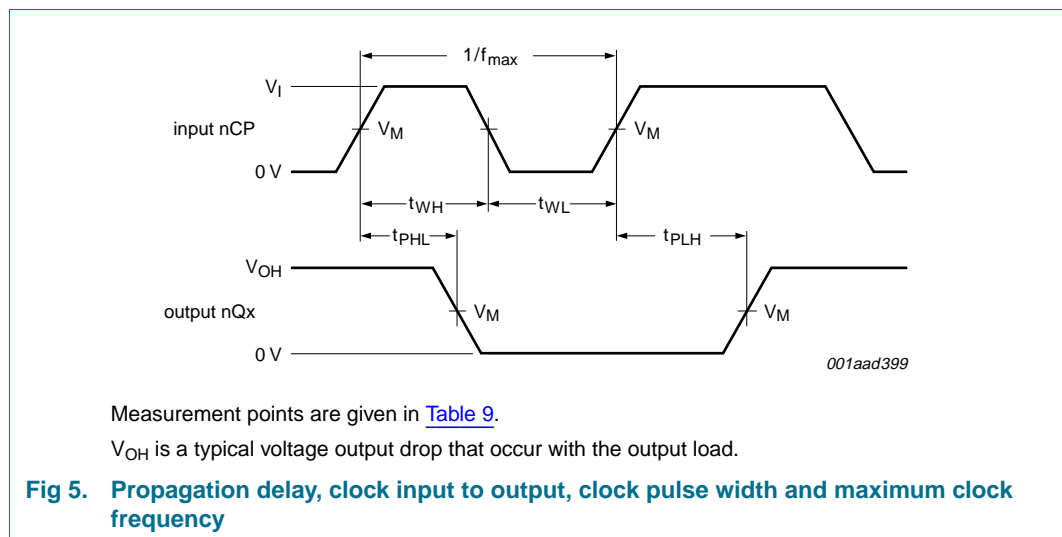 1/fmax
VI
input nCP
VM
VM
0 V
tWH
tWL
tPHL
tPLH
VOH
output nQx
VM
VM
0 V
001aad399
Measurement points are given in Table 9.
VOH is a typical voltage output drop that occur with the output load.
Fig 5. Propagation delay, clock input to output, clock pulse width and maximum clock
frequency